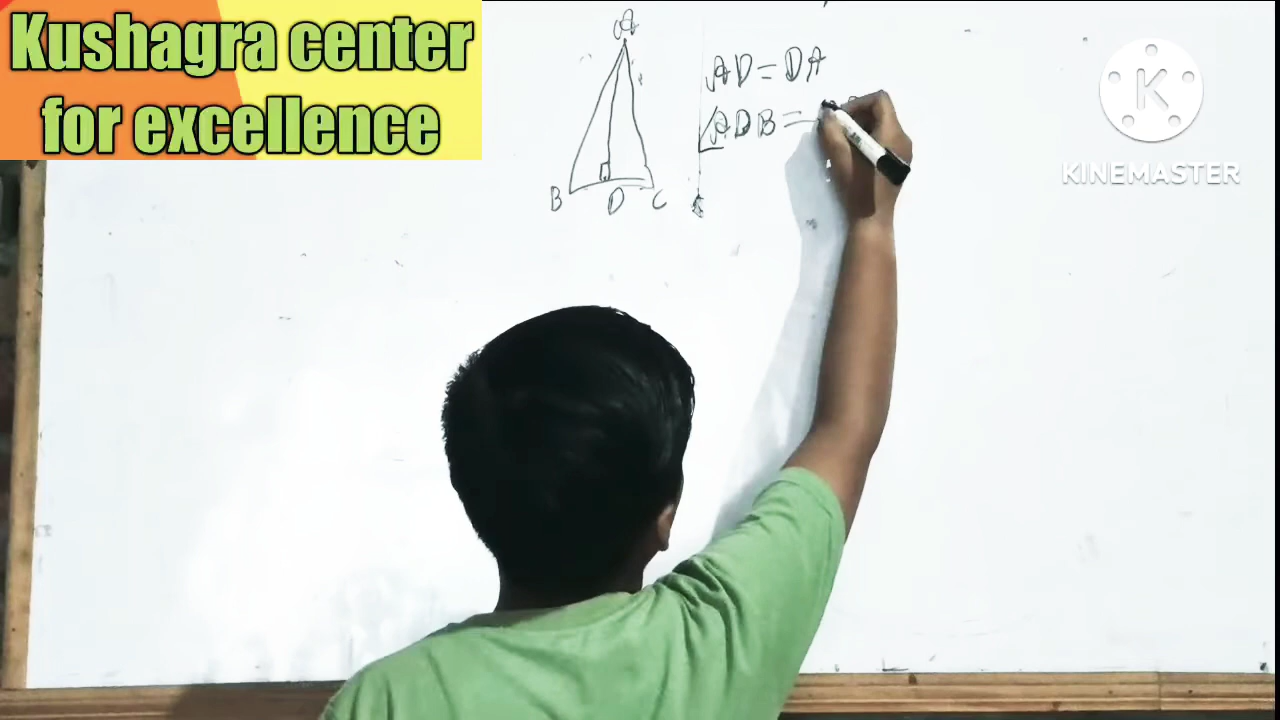 Kushagra center
for excellence
A
B D C
AD = DA
∠ADB =
K
KINEMASTER